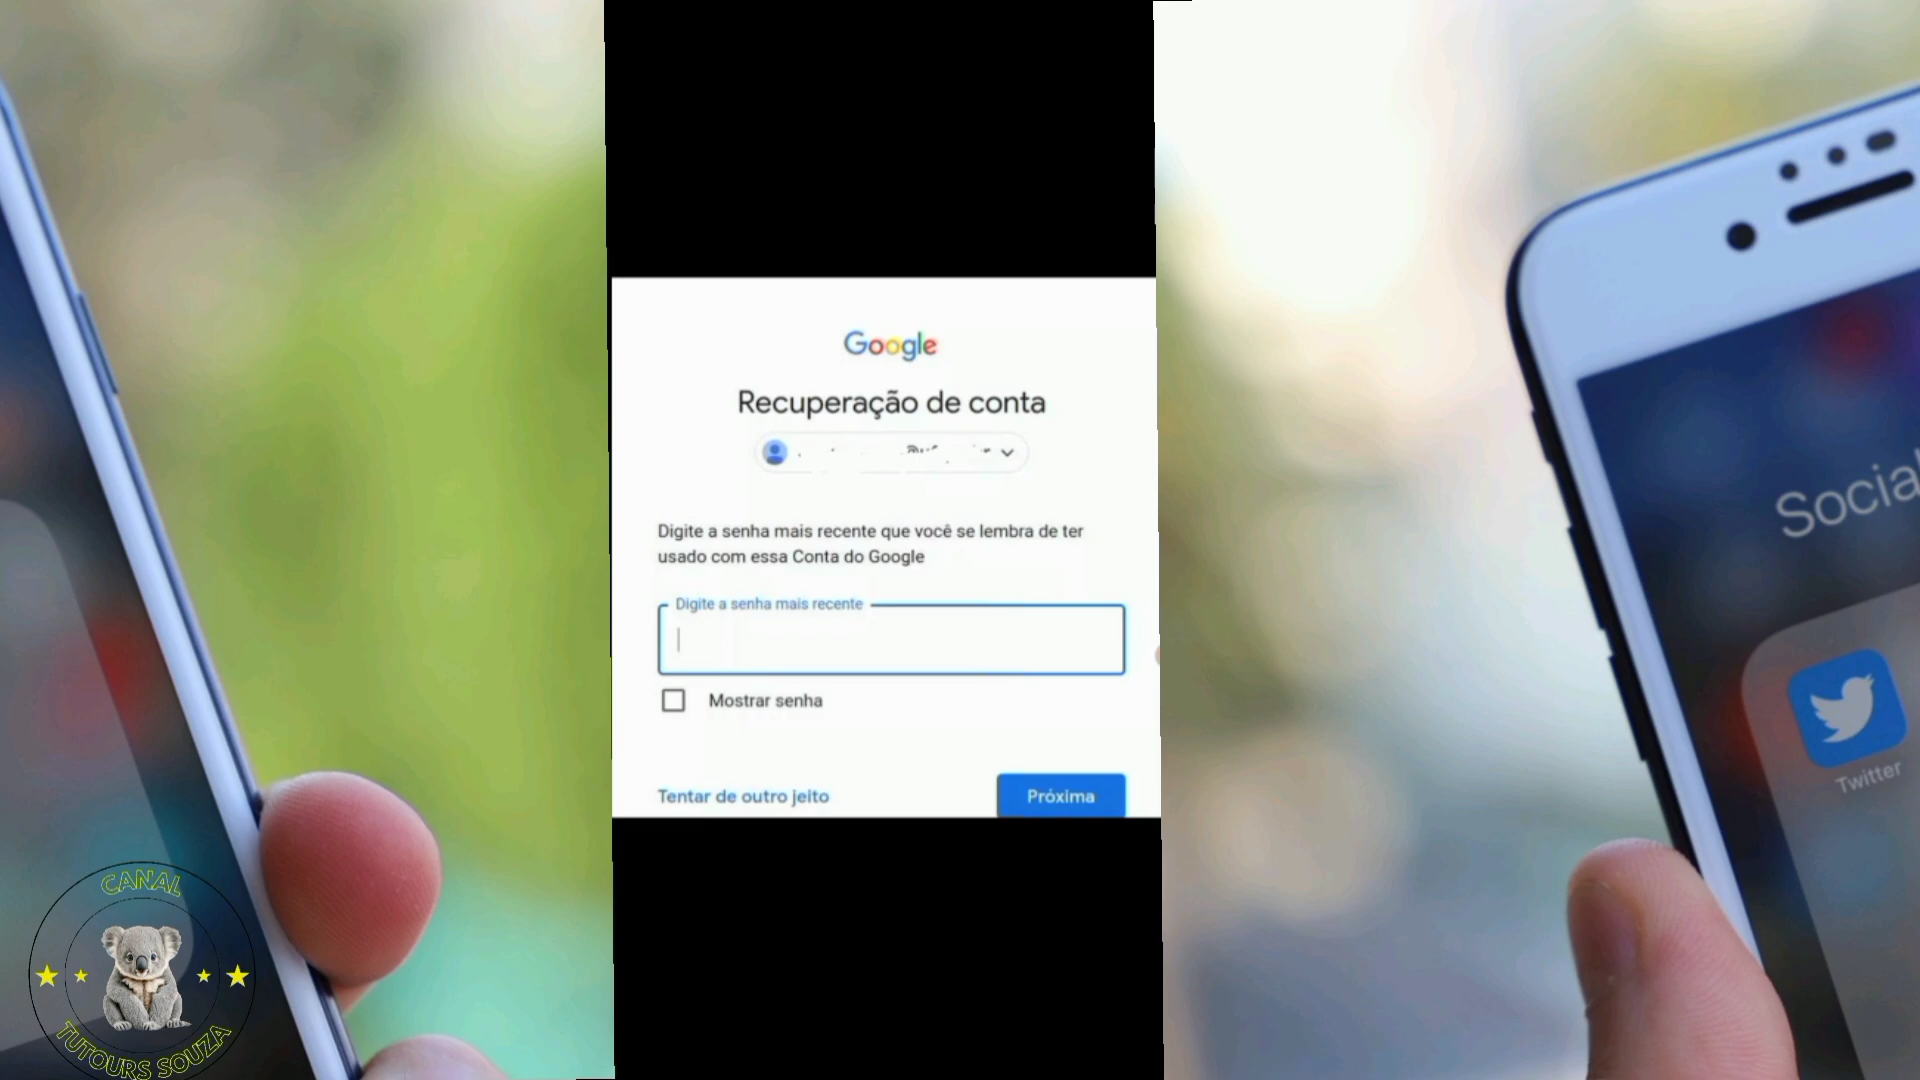 Google
Recuperação de conta
Digite a senha mais recente que você se lembra de ter
usado com essa Conta do Google
Digite a senha mais recente
Mostrar senha
Tentar de outro jeito
Próxima
Social
Twitter
CANAL
TUTOURS SOUZA